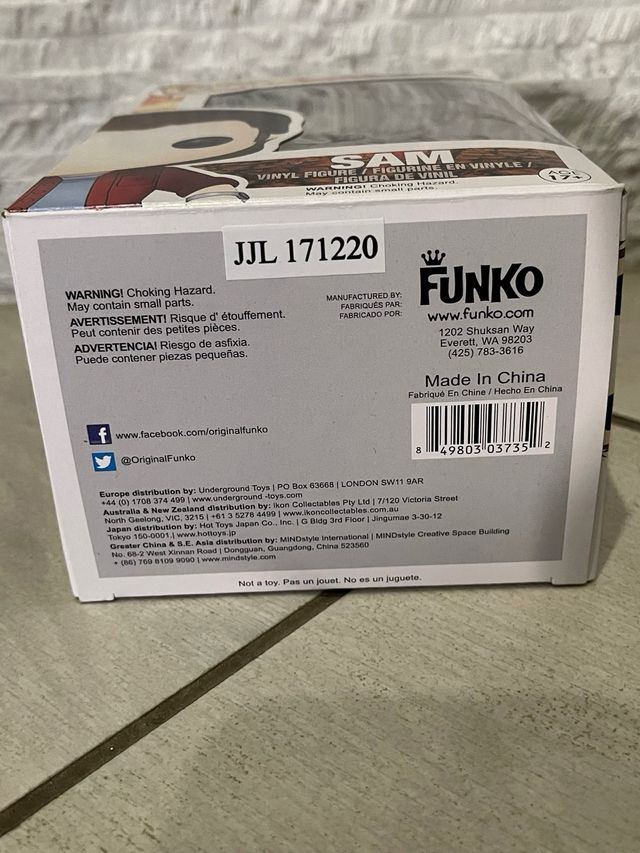 SAM
VINYL FIGURE / FIGURINE EN VINYLE /
FIGURA DE VINIL
WARNING! Choking Hazard.
May contain small parts.
AGE
17+
JJL 171220
WARNING! Choking Hazard.
May contain small parts.
AVERTISSEMENT! Risque d' étouffement.
Peut contenir des petites pièces.
ADVERTENCIA! Riesgo de asfixia.
Puede contener piezas pequeñas.
MANUFACTURED BY:
FABRIQUÉS PAR:
FABRICADO POR:
FUNKO
www.funko.com
1202 Shuksan Way
Everett, WA 98203
(425) 783-3616
Made In China
Fabriqué En Chine / Hecho En China
8 49803 03735 2
f www.facebook.com/originalfunko
@OriginalFunko
Europe distribution by: Underground Toys | PO Box 63668 | LONDON SW11 9AR
+44 (0) 1708 374 499 | www.underground -toys.com
Australia & New Zealand distribution by: Ikon Collectables Pty Ltd | 7/120 Victoria Street
North Geelong, VIC, 3215 | +61 3 5278 4499 | www.ikoncollectables.com.au
Japan distribution by: Hot Toys Japan Co., Inc. | G Bldg 3rd Floor | Jingumae 3-30-12
Tokyo 150-0001.| www.hottoys.jp
Greater China & S.E. Asia distribution by: MINDstyle International | MINDstyle Creative Space Building
No. 68-2 West Xinnan Road | Dongguan, Guangdong, China 523560
+ (86) 769 8109 9090 | www.mindstyle.com
Not a toy. Pas un jouet. No es un juguete.